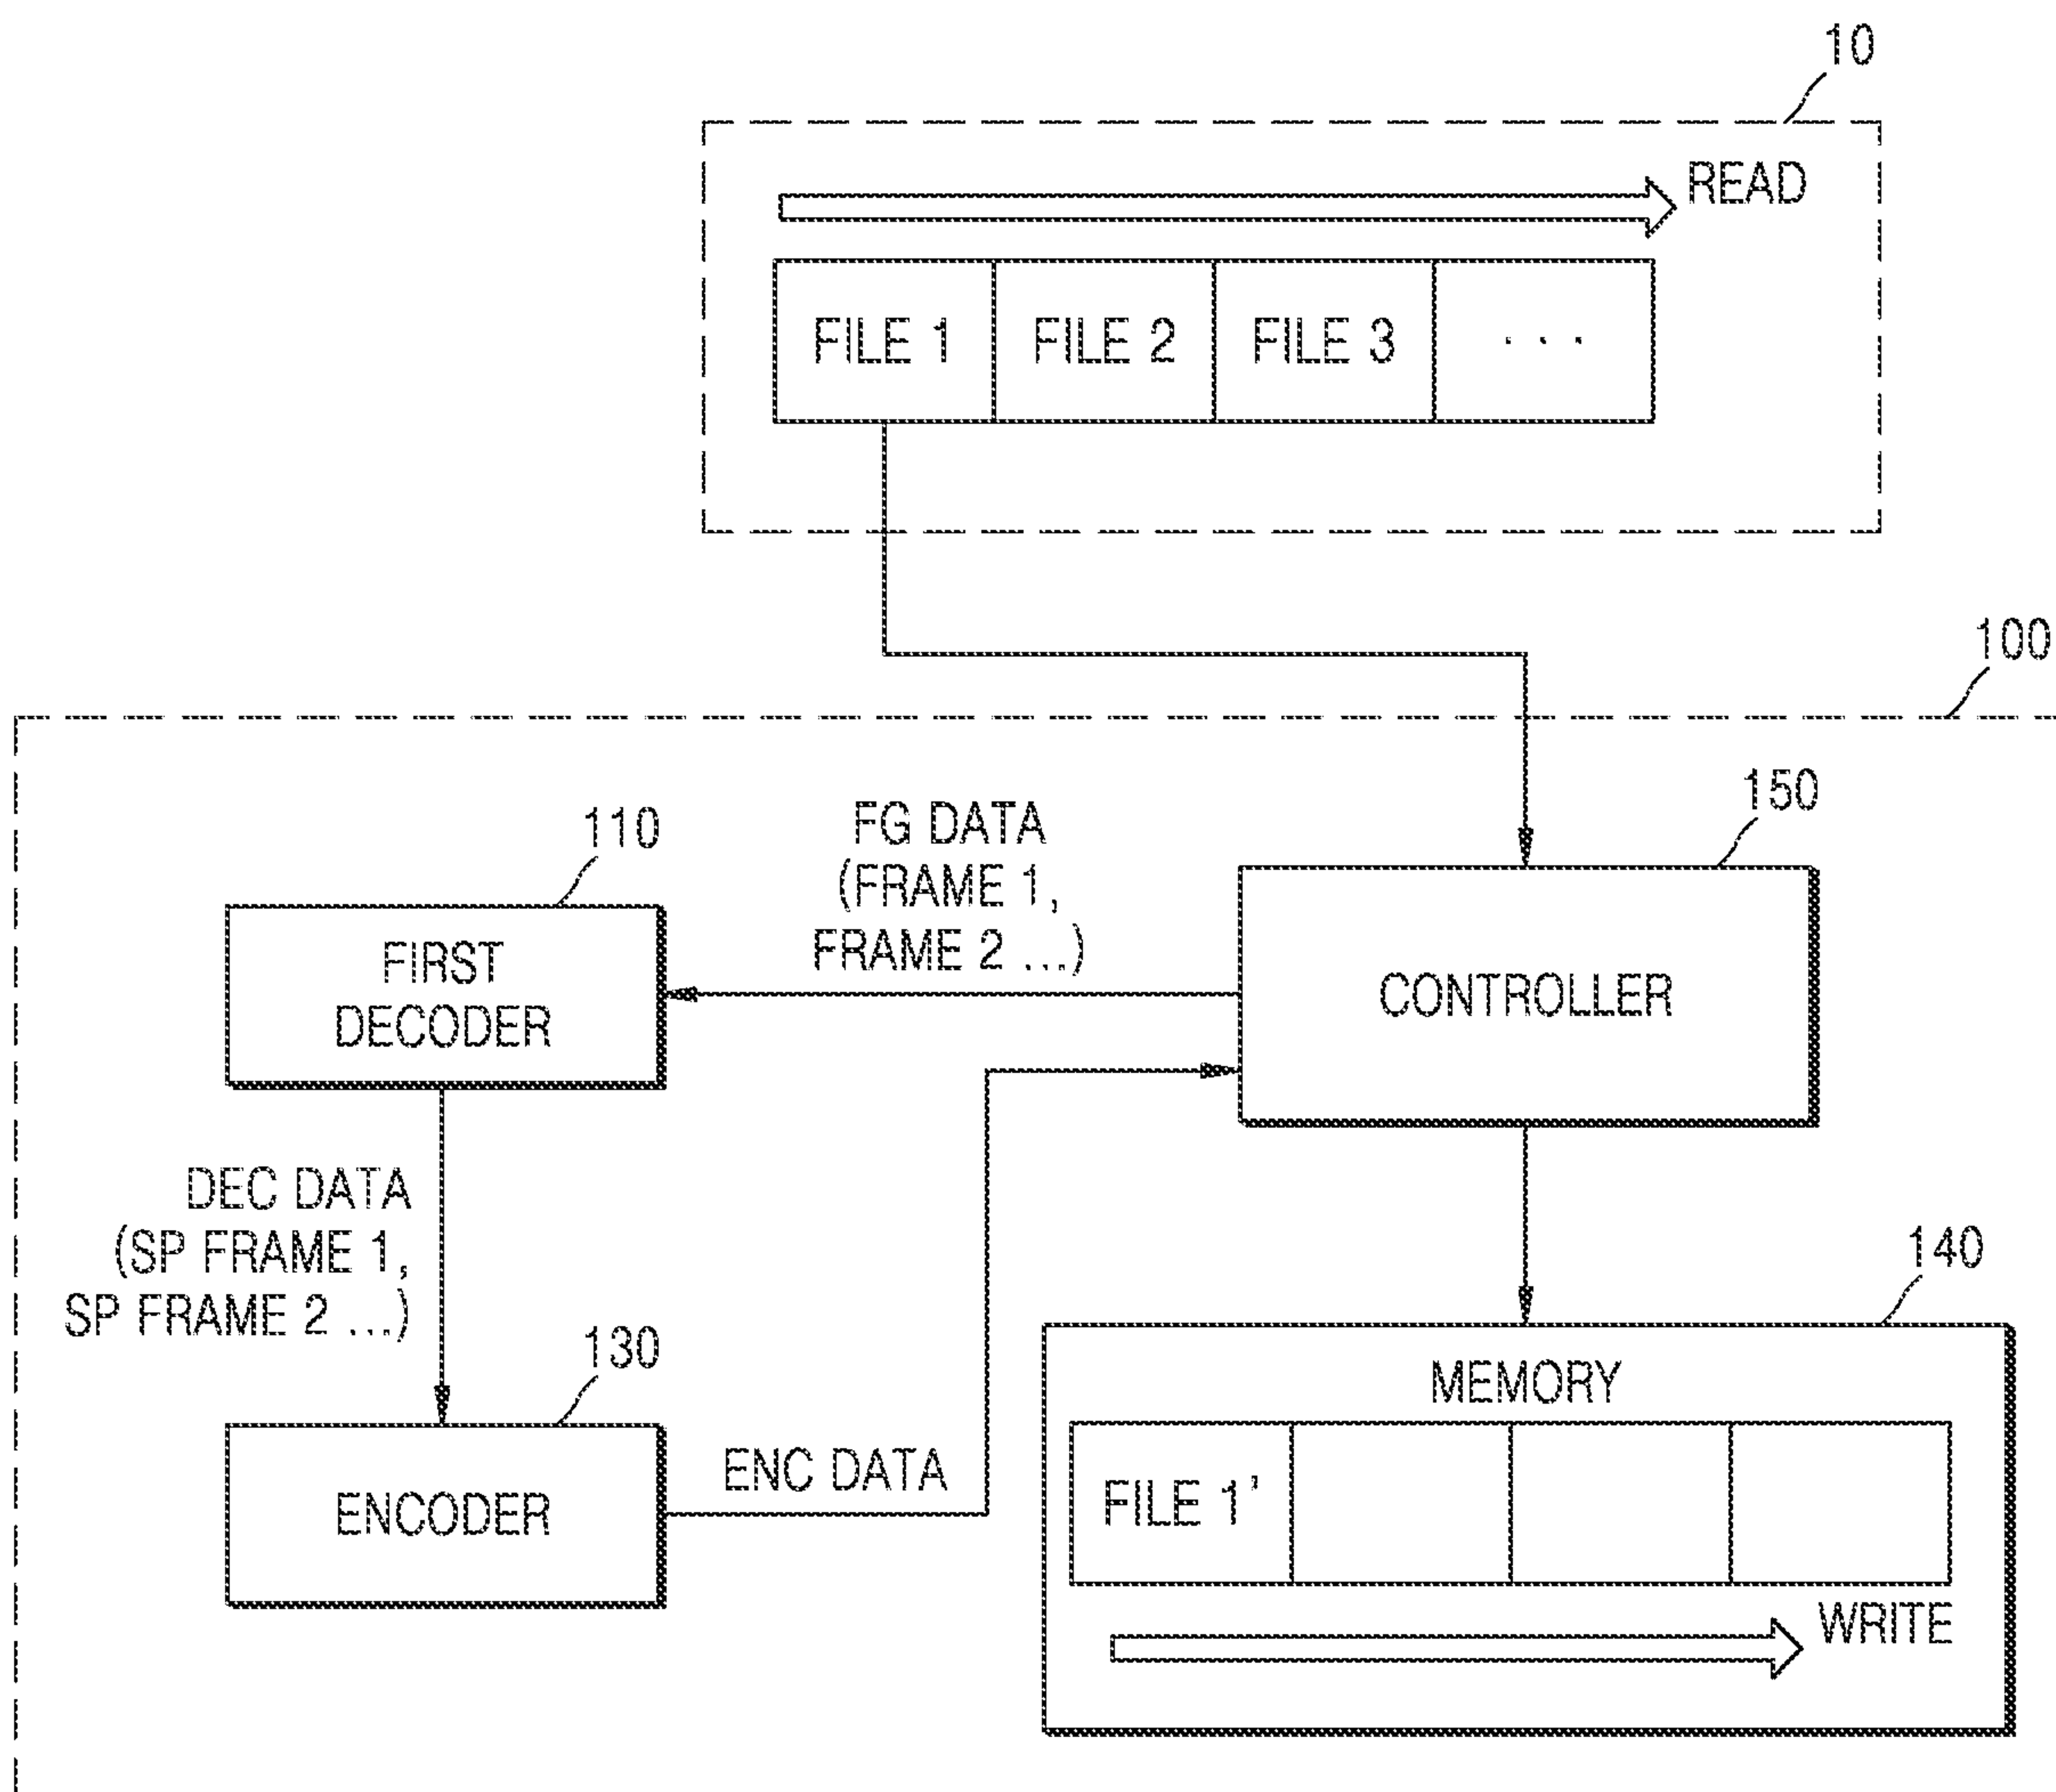 10
READ
FILE 1
FILE 2
FILE 3
. . .
100
150
110
FG DATA
(FRAME 1,
FRAME 2 ...)
FIRST
DECODER
CONTROLLER
DEC DATA
(SP FRAME 1,
SP FRAME 2 ...)
130
140
MEMORY
ENCODER
ENC DATA
FILE 1'
WRITE